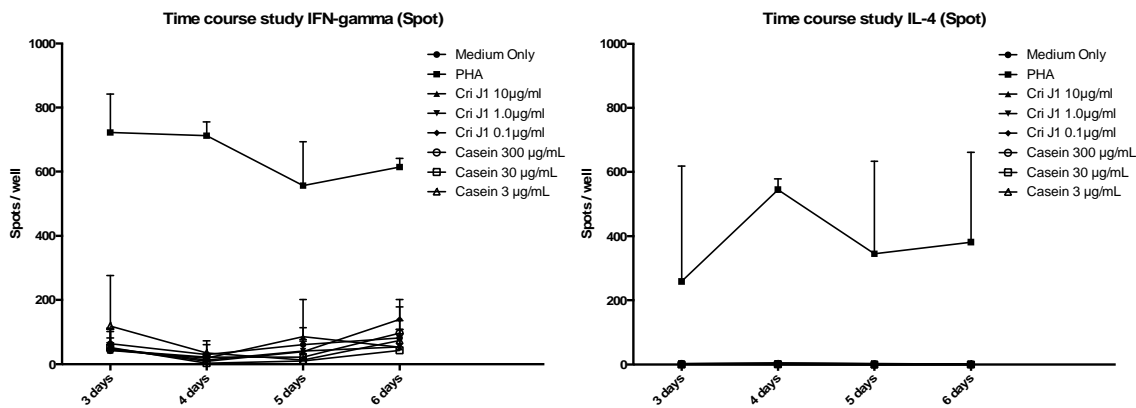 Time course study IFN-gamma (Spot)
1000
800
600
400
200
0
Spots / well
3 days
4 days
5 days
6 days
Medium Only
PHA
Cri J1 10µg/ml
Cri J1 1.0µg/ml
Cri J1 0.1µg/ml
Casein 300 µg/mL
Casein 30 µg/mL
Casein 3 µg/mL
Time course study IL-4 (Spot)
1000
800
600
400
200
0
Spots / well
3 days
4 days
5 days
6 days
Medium Only
PHA
Cri J1 10µg/ml
Cri J1 1.0µg/ml
Cri J1 0.1µg/ml
Casein 300 µg/mL
Casein 30 µg/mL
Casein 3 µg/mL